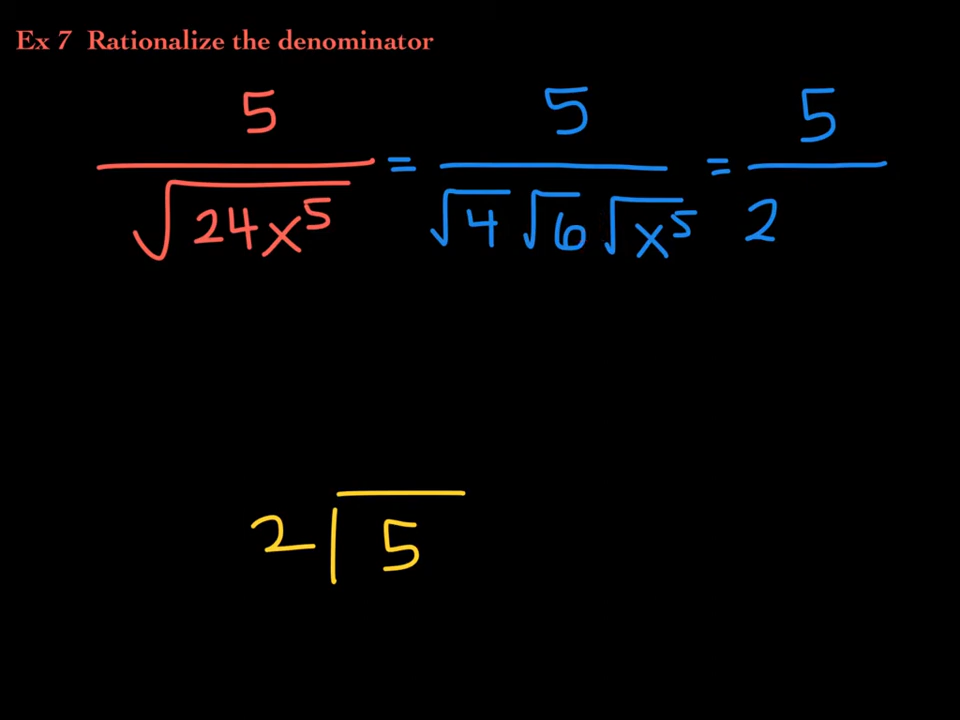 Ex 7 Rationalize the denominator
5 / √24x⁵ = 5 / √4 √6 √x⁵ = 5 / 2
2 | 5